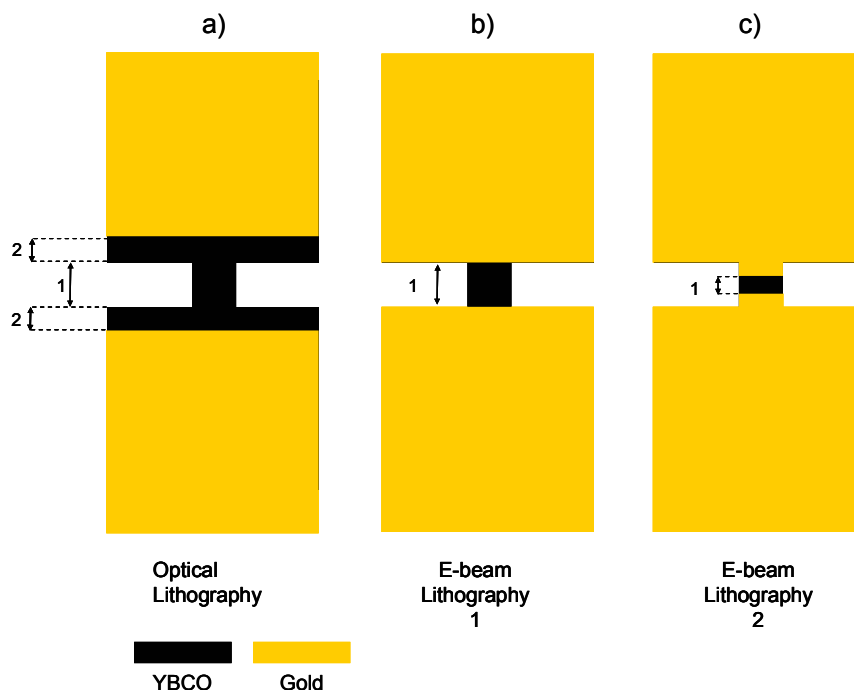 a)
b)
c)
2
1
2
1
1
Optical
Lithography
E-beam
Lithography
1
E-beam
Lithography
2
YBCO
Gold